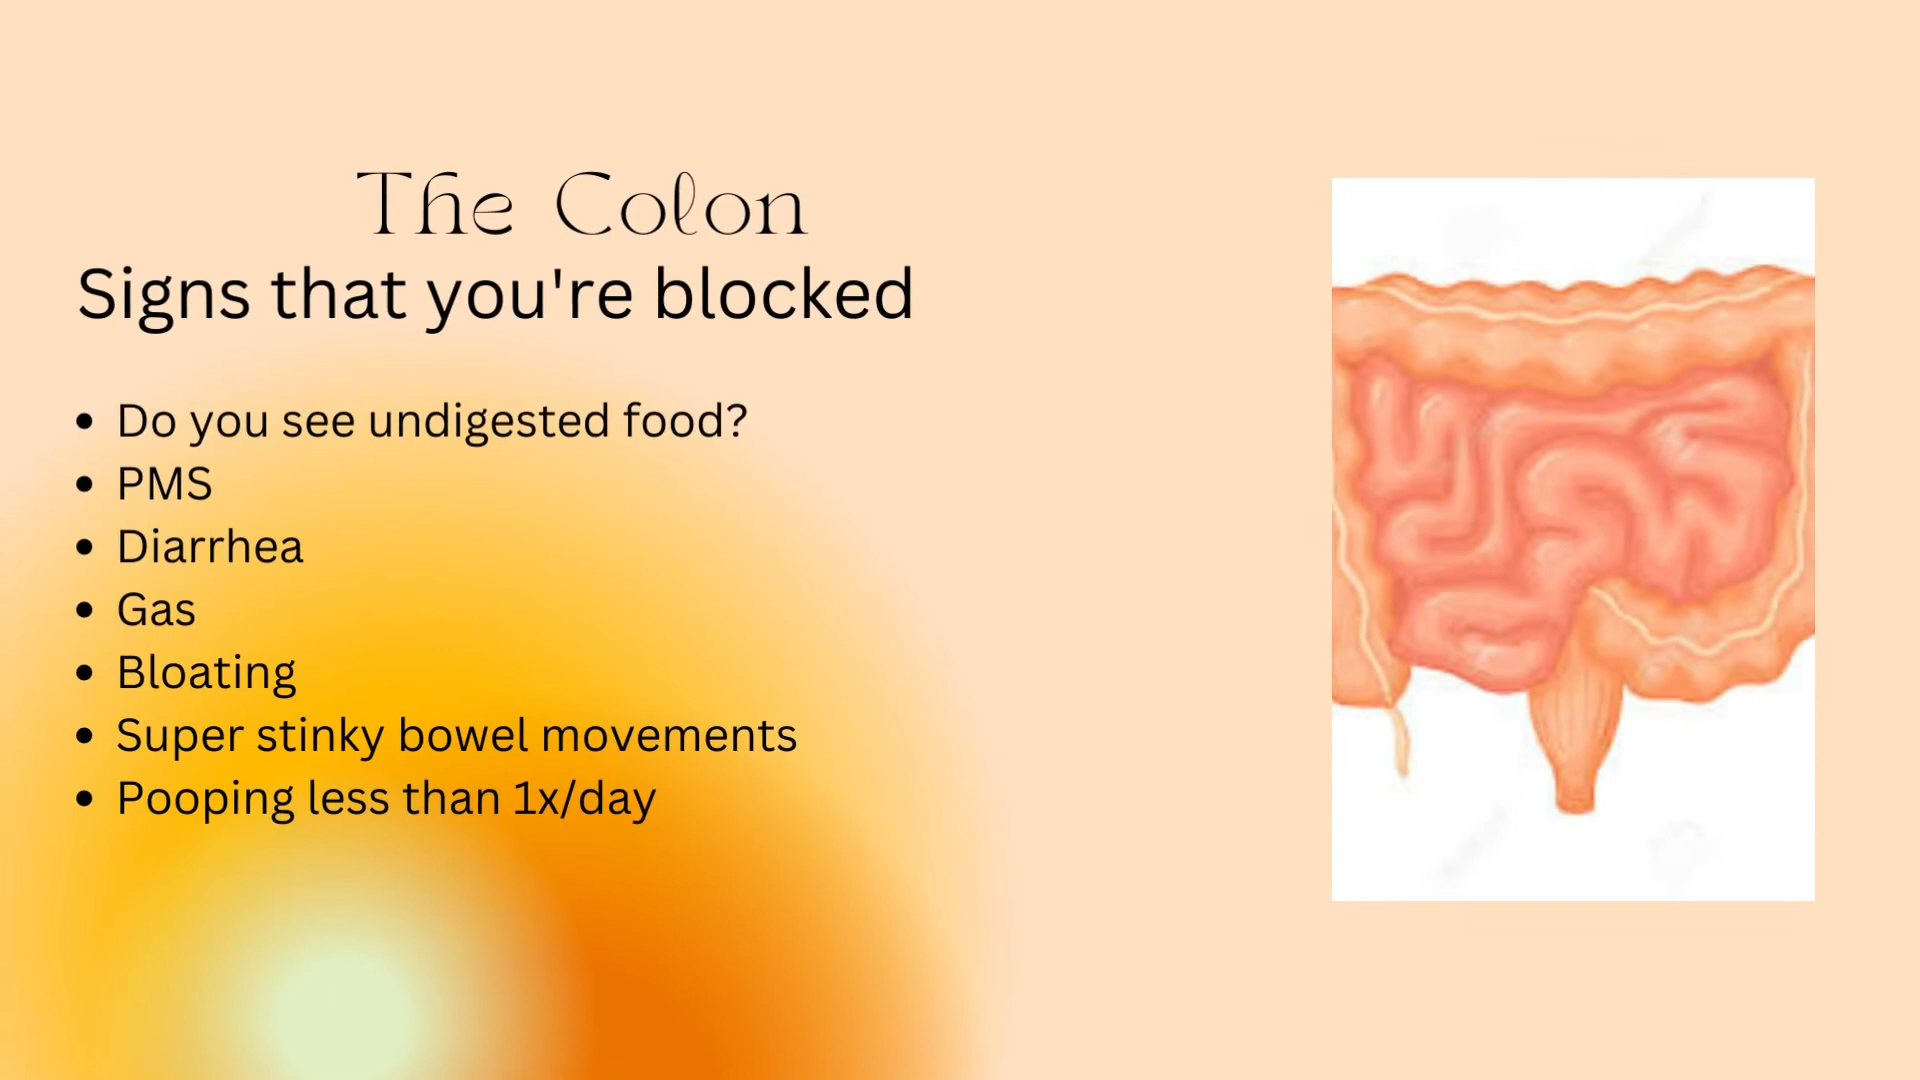 The Colon
Signs that you're blocked
• Do you see undigested food?
• PMS
• Diarrhea
• Gas
• Bloating
• Super stinky bowel movements
• Pooping less than 1x/day